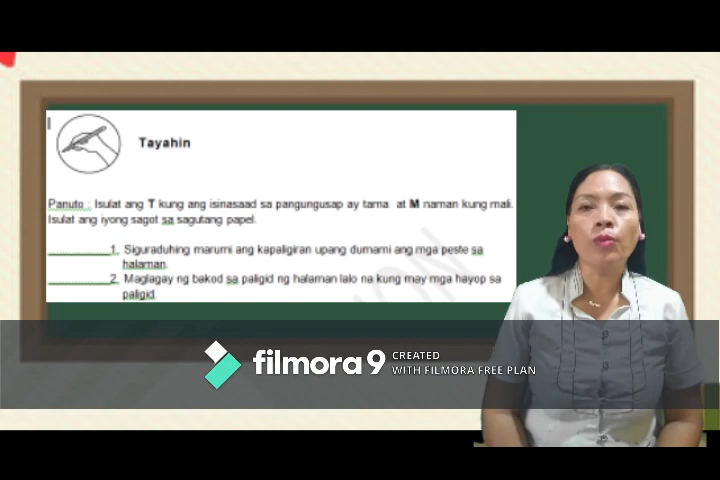 Tayahin
Panuto : Isulat ang T kung ang isinasaad sa pangungusap ay tama at M naman kung mali.
Isulat ang iyong sagot sa sagutang papel.
__________1. Siguraduhing marumi ang kapaligiran upang dumami ang mga peste sa
halaman.
__________2. Maglagay ng bakod sa paligid ng halaman lalo na kung may mga hayop sa
paligid.
filmora9 CREATED
WITH FILMORA FREE PLAN